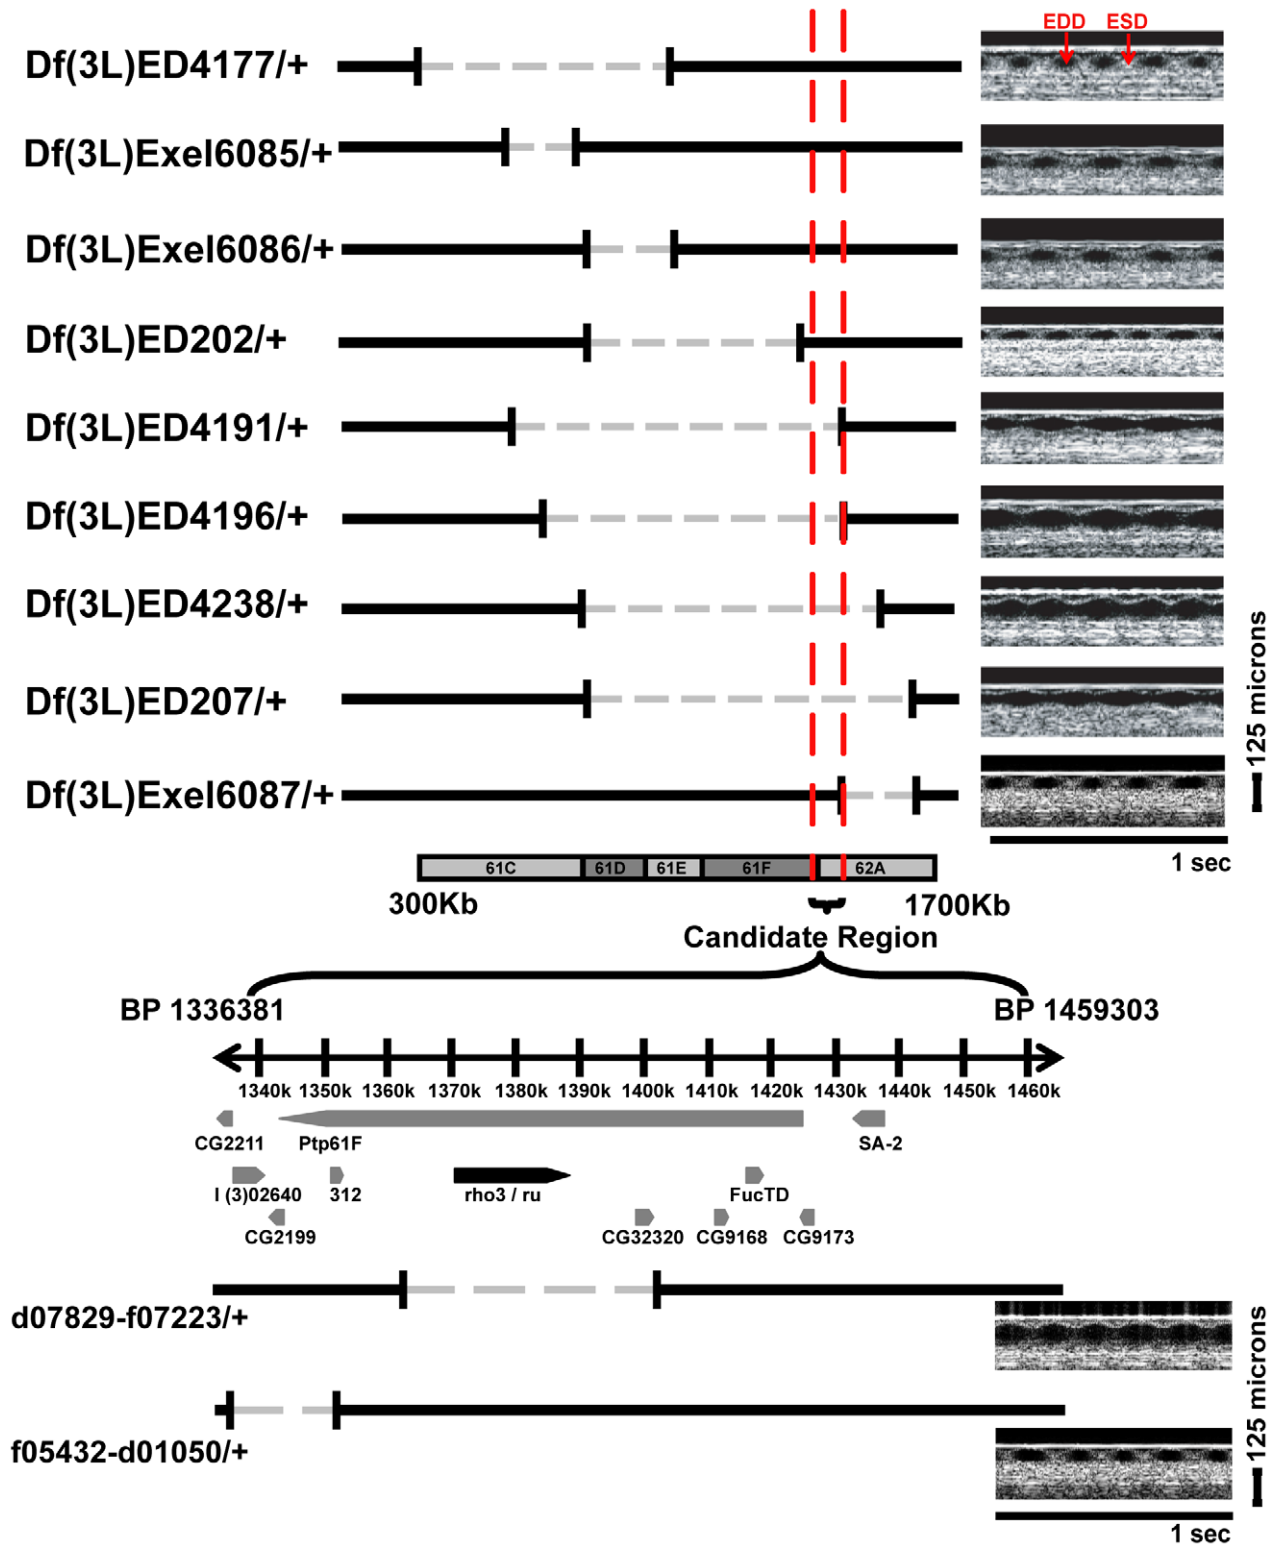 EDD ESD
Df(3L)ED4177/+
Df(3L)Exel6085/+
Df(3L)Exel6086/+
Df(3L)ED202/+
Df(3L)ED4191/+
Df(3L)ED4196/+
Df(3L)ED4238/+
Df(3L)ED207/+
Df(3L)Exel6087/+
125 microns
1 sec
61C 61D 61E 61F 62A
300Kb 1700Kb
Candidate Region
BP 1336381 BP 1459303
1340k 1350k 1360k 1370k 1380k 1390k 1400k 1410k 1420k 1430k 1440k 1450k 1460k
CG2211 Ptp61F SA-2
l (3)02640 312 rho3 / ru FucTD
CG2199 CG32320 CG9168 CG9173
d07829-f07223/+
f05432-d01050/+
125 microns
1 sec